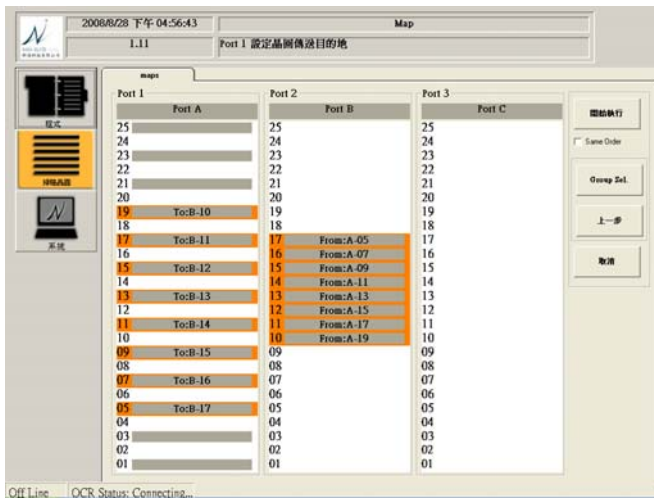 2008/8/28 下午 04:56:43
Map
1.11
Port 1 設定晶圓傳送目的地
maps
Port 1
Port 2
Port 3
Port A
Port B
Port C
25 25 25
24 24 24
23 23 23
22 22 22
21 21 21
20 20 20
19 To:B-10 19 19
18 18 18
17 To:B-11 17 From:A-05 17
16 16 From:A-07 16
15 To:B-12 15 From:A-09 15
14 14 From:A-11 14
13 To:B-13 13 From:A-13 13
12 12 From:A-15 12
11 To:B-14 11 From:A-17 11
10 10 From:A-19 10
09 To:B-15 09 09
08 08 08
07 To:B-16 07 07
06 06 06
05 To:B-17 05 05
04 04 04
03 03 03
02 02 02
01 01 01
程式
掃描晶圓
系統
開始執行
Same Order
Group Sel.
上一步
取消
Off Line
OCR Status: Connecting...